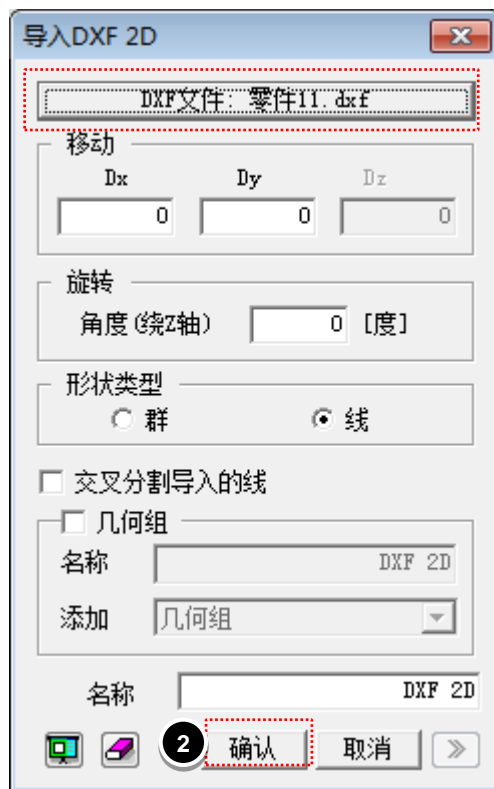 导入DXF 2D
DXF文件: 零件11.dxf
移动
Dx Dy Dz
0 0 0
旋转
角度(绕Z轴) 0 [度]
形状类型
群 线
交叉分割导入的线
几何组
名称 DXF 2D
添加 几何组
名称 DXF 2D
2 确认 取消 >>